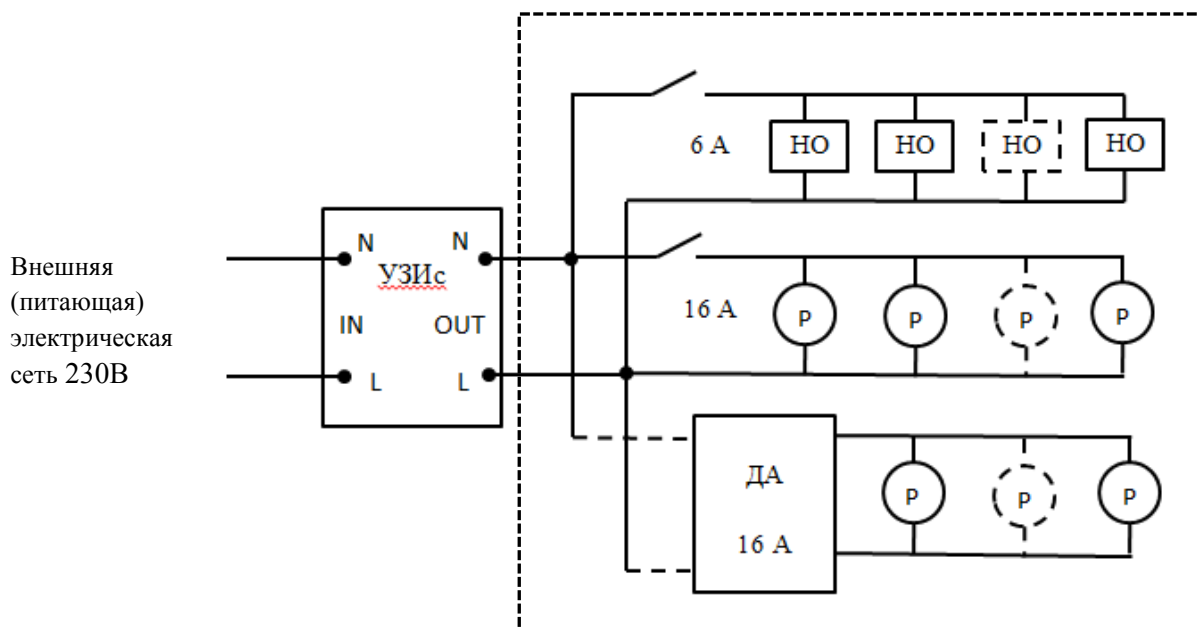 6 А
НО НО НО НО
Внешняя
(питающая)
электрическая
сеть 230В
N N
УЗИс
IN OUT
L L
16 А
Р Р Р Р
ДА
16 А
Р Р Р